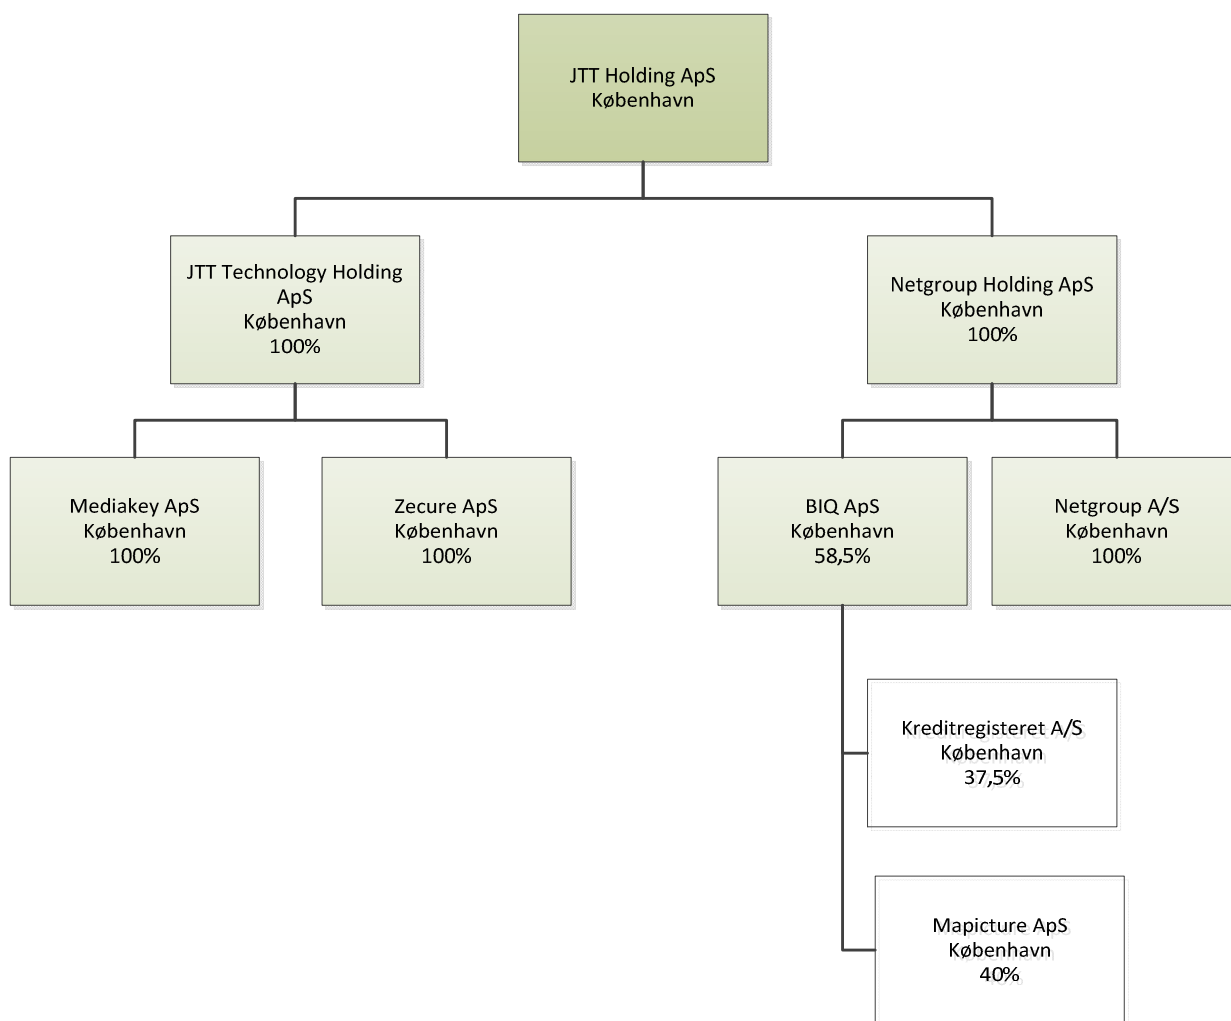 JTT Holding ApS
København
JTT Technology Holding
ApS
København
100%
Netgroup Holding ApS
København
100%
Mediakey ApS
København
100%
Zecure ApS
København
100%
BIQ ApS
København
58,5%
Netgroup A/S
København
100%
Kreditregisteret A/S
København
37,5%
Mapicture ApS
København
40%